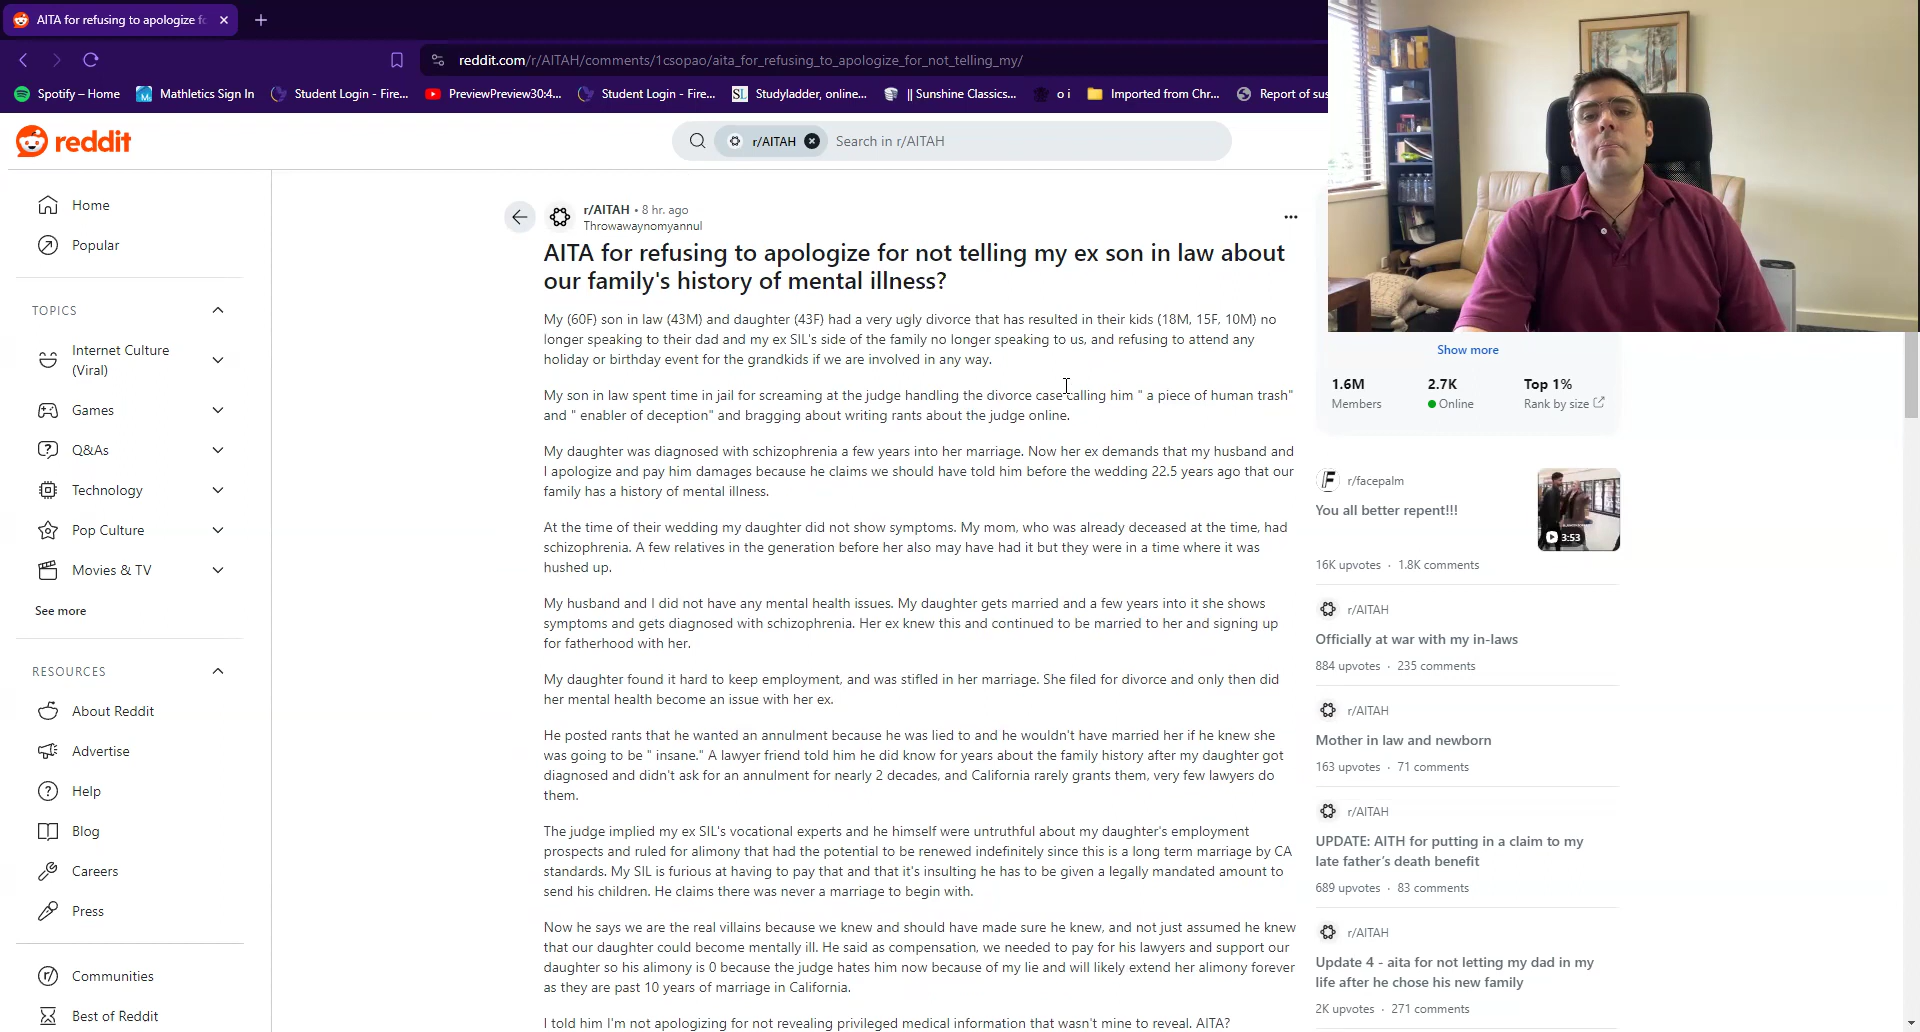 AITA for refusing to apologize fo
reddit.com/r/AITAH/comments/1csopao/aita_for_refusing_to_apologize_for_not_telling_my/
Spotify – Home
Mathletics Sign In
Student Login - Fire...
PreviewPreview30:4...
Student Login - Fire...
SL Studyladder, online...
|| Sunshine Classics...
o i
Imported from Chr...
Report of sus
reddit
r/AITAH
Search in r/AITAH
Home
Popular
TOPICS
Internet Culture
(Viral)
Games
Q&As
Technology
Pop Culture
Movies & TV
See more
RESOURCES
About Reddit
Advertise
Help
Blog
Careers
Press
Communities
Best of Reddit
r/AITAH • 8 hr. ago
Throwawaynomyannul
AITA for refusing to apologize for not telling my ex son in law about
our family's history of mental illness?
My (60F) son in law (43M) and daughter (43F) had a very ugly divorce that has resulted in their kids (18M, 15F, 10M) no
longer speaking to their dad and my ex SIL's side of the family no longer speaking to us, and refusing to attend any
holiday or birthday event for the grandkids if we are involved in any way.
My son in law spent time in jail for screaming at the judge handling the divorce case calling him " a piece of human trash"
and " enabler of deception" and bragging about writing rants about the judge online.
My daughter was diagnosed with schizophrenia a few years into her marriage. Now her ex demands that my husband and
I apologize and pay him damages because he claims we should have told him before the wedding 22.5 years ago that our
family has a history of mental illness.
At the time of their wedding my daughter did not show symptoms. My mom, who was already deceased at the time, had
schizophrenia. A few relatives in the generation before her also may have had it but they were in a time where it was
hushed up.
My husband and I did not have any mental health issues. My daughter gets married and a few years into it she shows
symptoms and gets diagnosed with schizophrenia. Her ex knew this and continued to be married to her and signing up
for fatherhood with her.
My daughter found it hard to keep employment, and was stifled in her marriage. She filed for divorce and only then did
her mental health become an issue with her ex.
He posted rants that he wanted an annulment because he was lied to and he wouldn't have married her if he knew she
was going to be " insane." A lawyer friend told him he did know for years about the family history after my daughter got
diagnosed and didn't ask for an annulment for nearly 2 decades, and California rarely grants them, very few lawyers do
them.
The judge implied my ex SIL's vocational experts and he himself were untruthful about my daughter's employment
prospects and ruled for alimony that had the potential to be renewed indefinitely since this is a long term marriage by CA
standards. My SIL is furious at having to pay that and that it's insulting he has to be given a legally mandated amount to
send his children. He claims there was never a marriage to begin with.
Now he says we are the real villains because we knew and should have made sure he knew, and not just assumed he knew
that our daughter could become mentally ill. He said as compensation, we needed to pay for his lawyers and support our
daughter so his alimony is 0 because the judge hates him now because of my lie and will likely extend her alimony forever
as they are past 10 years of marriage in California.
I told him I'm not apologizing for not revealing privileged medical information that wasn't mine to reveal. AITA?
Show more
1.6M 2.7K Top 1%
Members Online Rank by size
r/facepalm
You all better repent!!!
3:53
16K upvotes · 1.8K comments
r/AITAH
Officially at war with my in-laws
884 upvotes · 235 comments
r/AITAH
Mother in law and newborn
163 upvotes · 71 comments
r/AITAH
UPDATE: AITH for putting in a claim to my
late father's death benefit
689 upvotes · 83 comments
r/AITAH
Update 4 - aita for not letting my dad in my
life after he chose his new family
2K upvotes · 271 comments